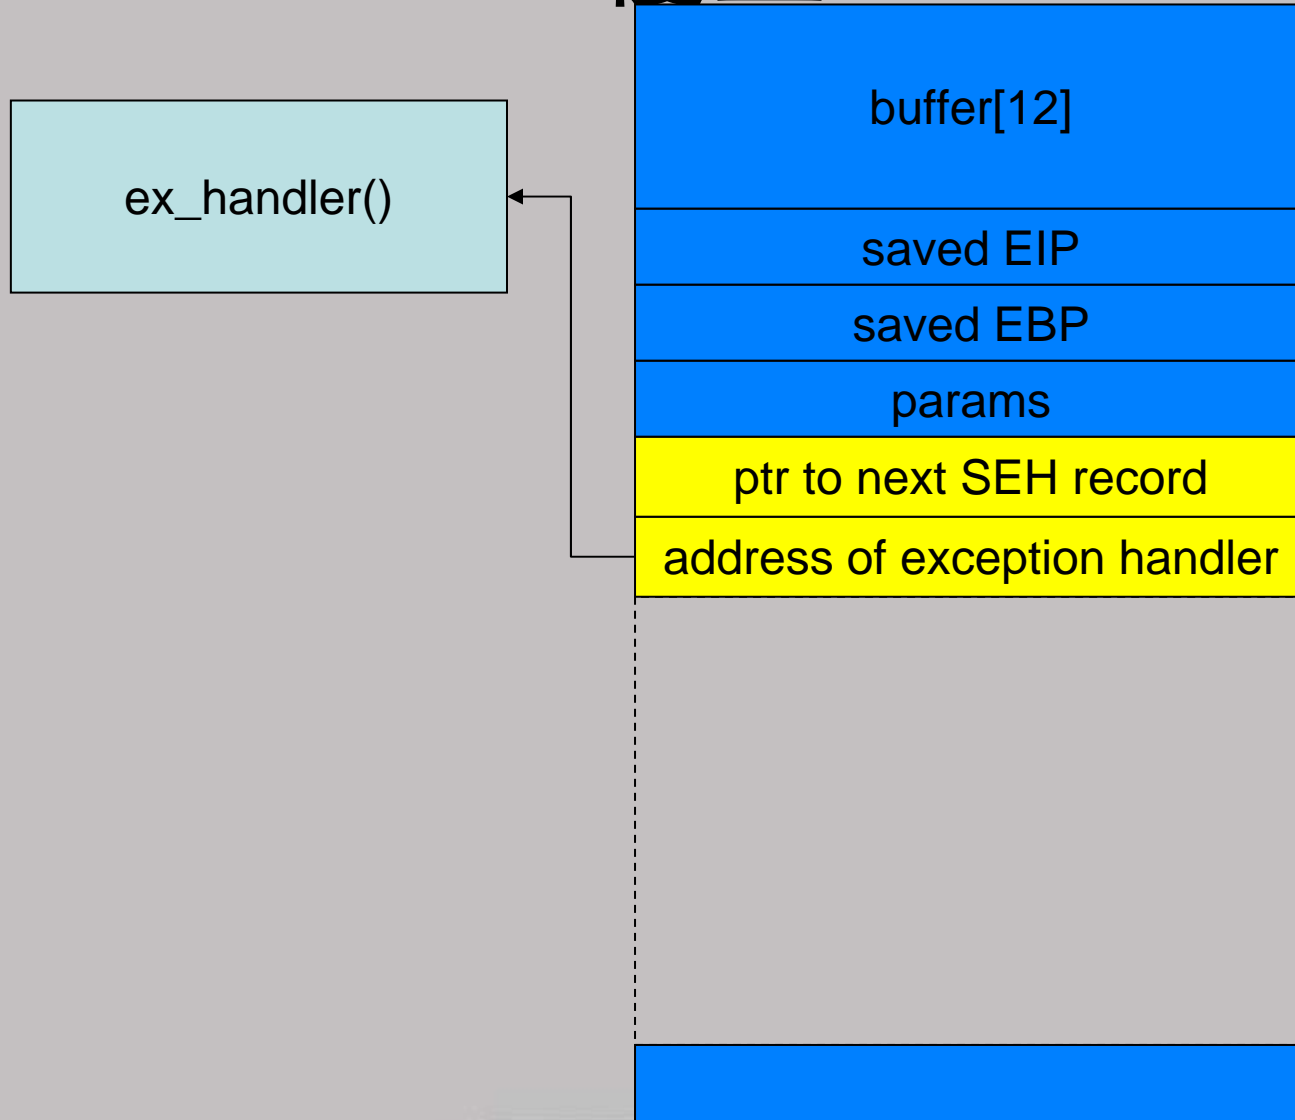 buffer[12]
ex_handler()
saved EIP
saved EBP
params
ptr to next SEH record
address of exception handler